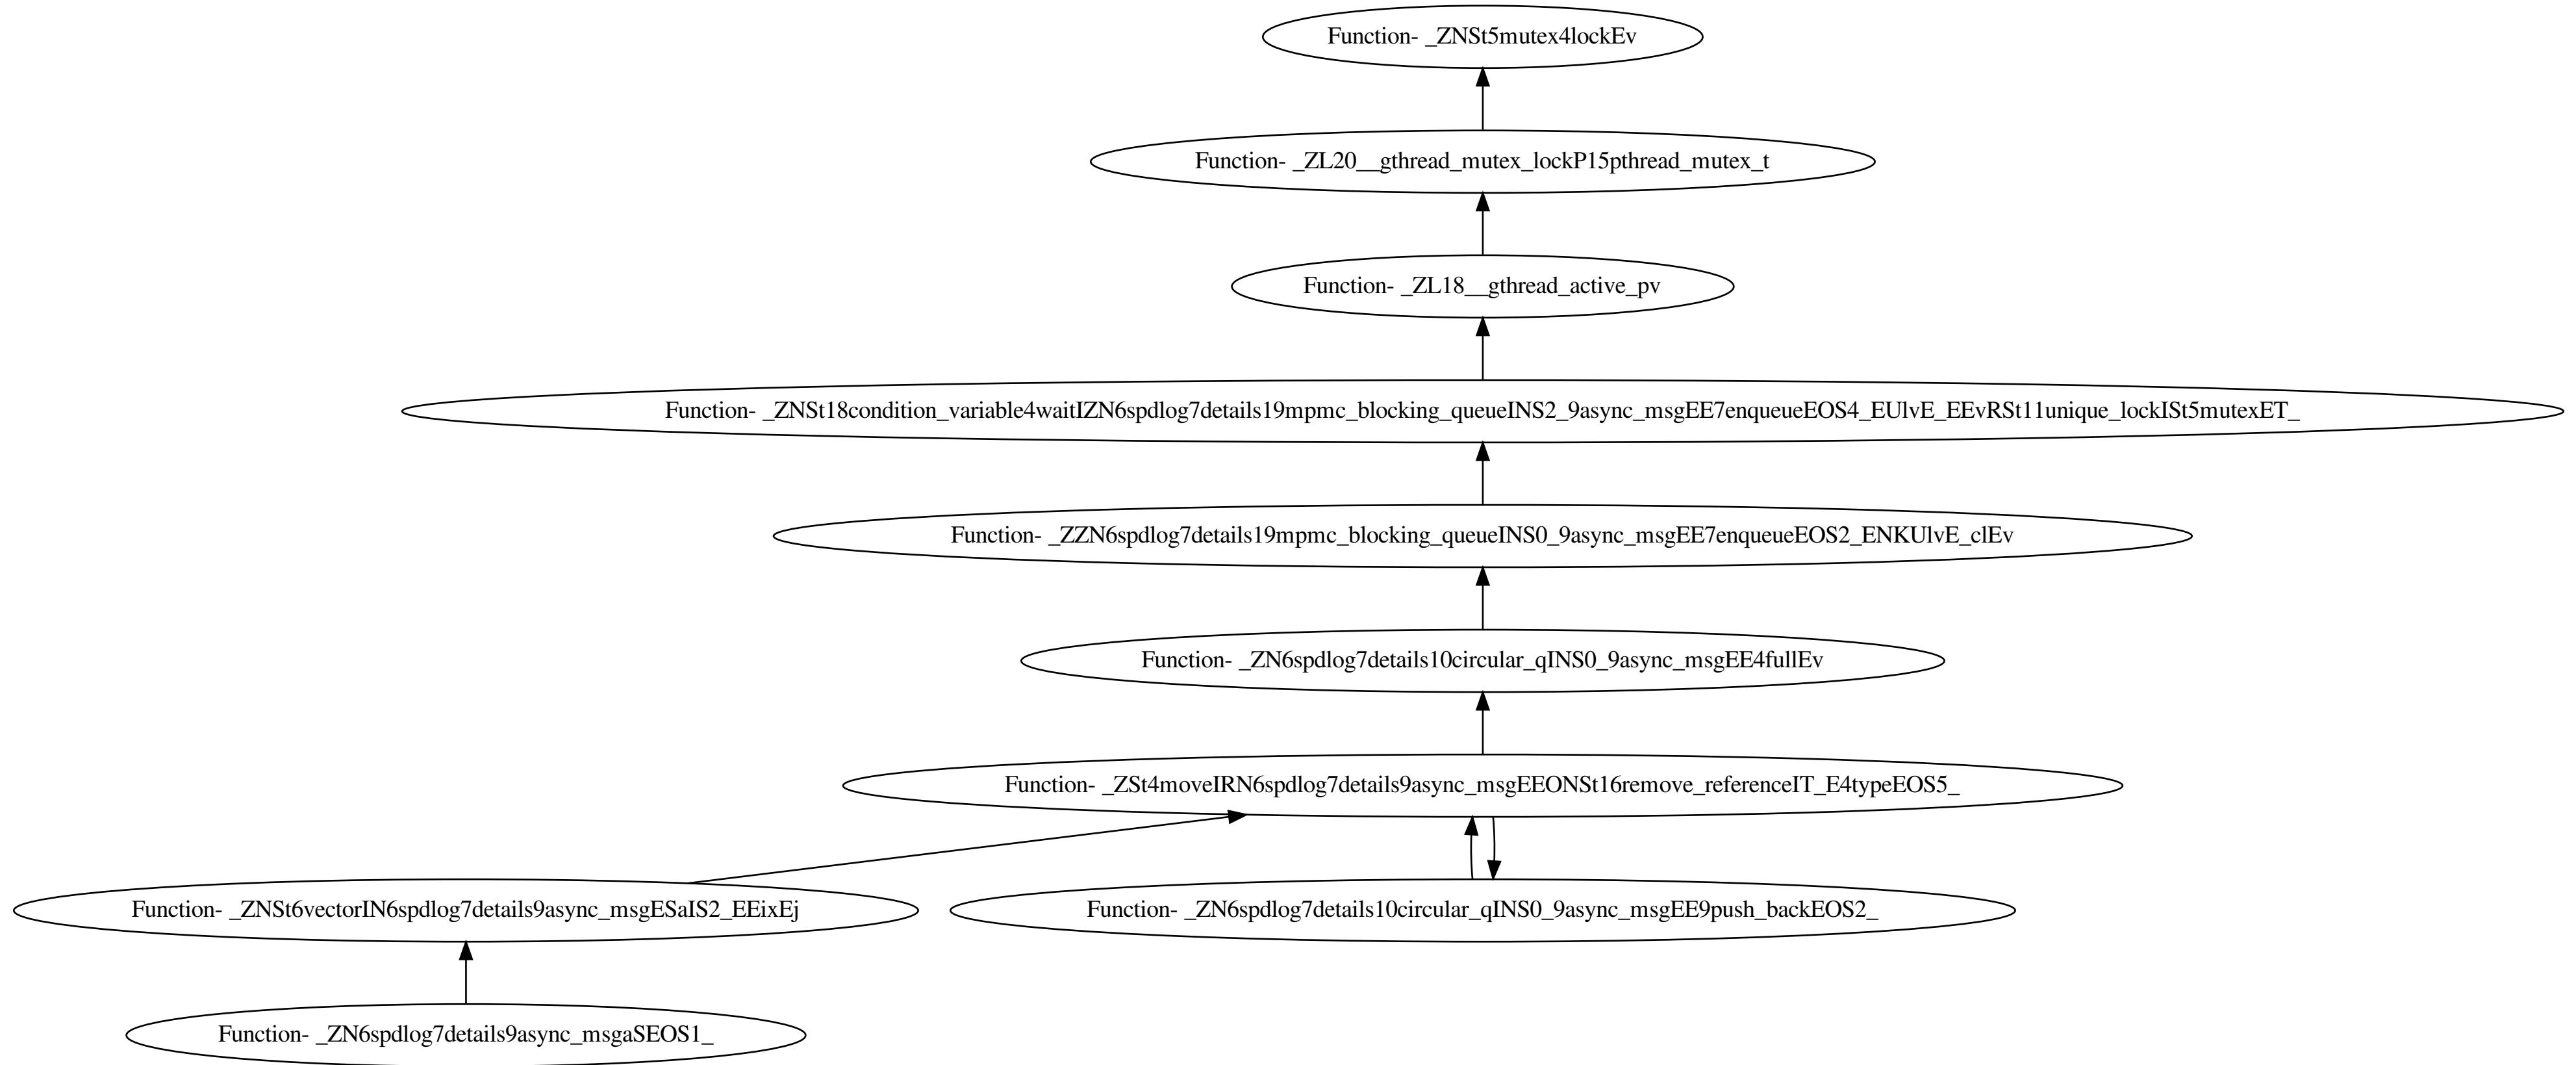 Function- _ZNSt5mutex4lockEv
Function- _ZL20__gthread_mutex_lockP15pthread_mutex_t
Function- _ZL18__gthread_active_pv
Function- _ZNSt18condition_variable4waitIZN6spdlog7details19mpmc_blocking_queueINS2_9async_msgEE7enqueueEOS4_EUlvE_EEvRSt11unique_lockISt5mutexET_
Function- _ZZN6spdlog7details19mpmc_blocking_queueINS0_9async_msgEE7enqueueEOS2_ENKUlvE_clEv
Function- _ZN6spdlog7details10circular_qINS0_9async_msgEE4fullEv
Function- _ZSt4moveIRN6spdlog7details9async_msgEEONSt16remove_referenceIT_E4typeEOS5_
Function- _ZNSt6vectorIN6spdlog7details9async_msgESaIS2_EEixEj
Function- _ZN6spdlog7details10circular_qINS0_9async_msgEE9push_backEOS2_
Function- _ZN6spdlog7details9async_msgaSEOS1_